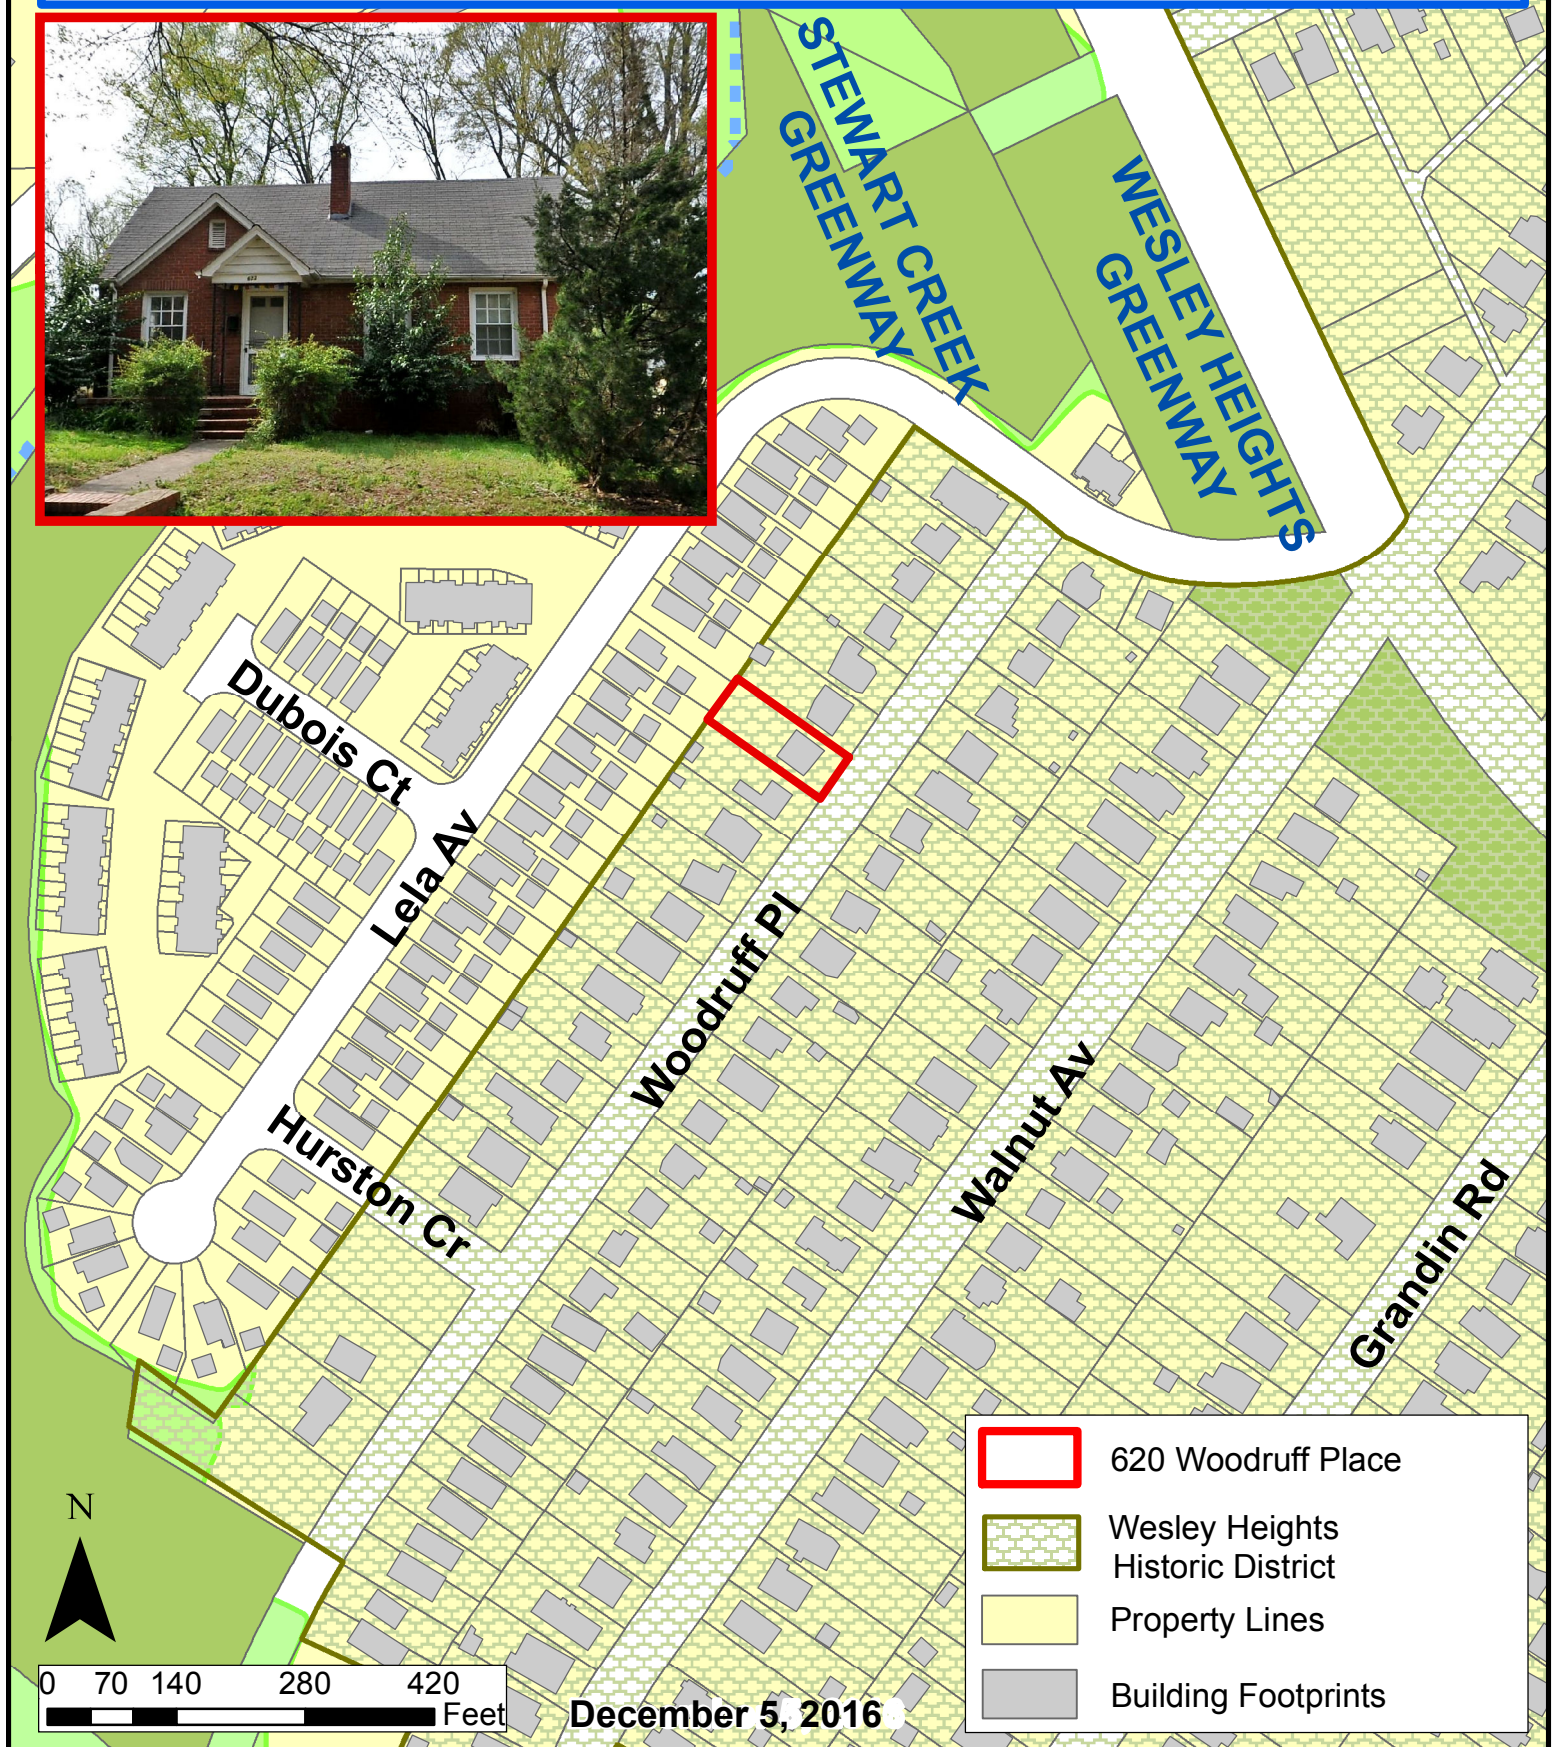 STEWART CREEK
GREENWAY
WESLEY HEIGHTS
GREENWAY
Dubois Ct
Lela Av
Woodruff Pl
Hurston Cr
Walnut Av
Grandin Rd
620 Woodruff Place
Wesley Heights
Historic District
Property Lines
Building Footprints
N
0 70 140 280 420
Feet
December 5, 2016